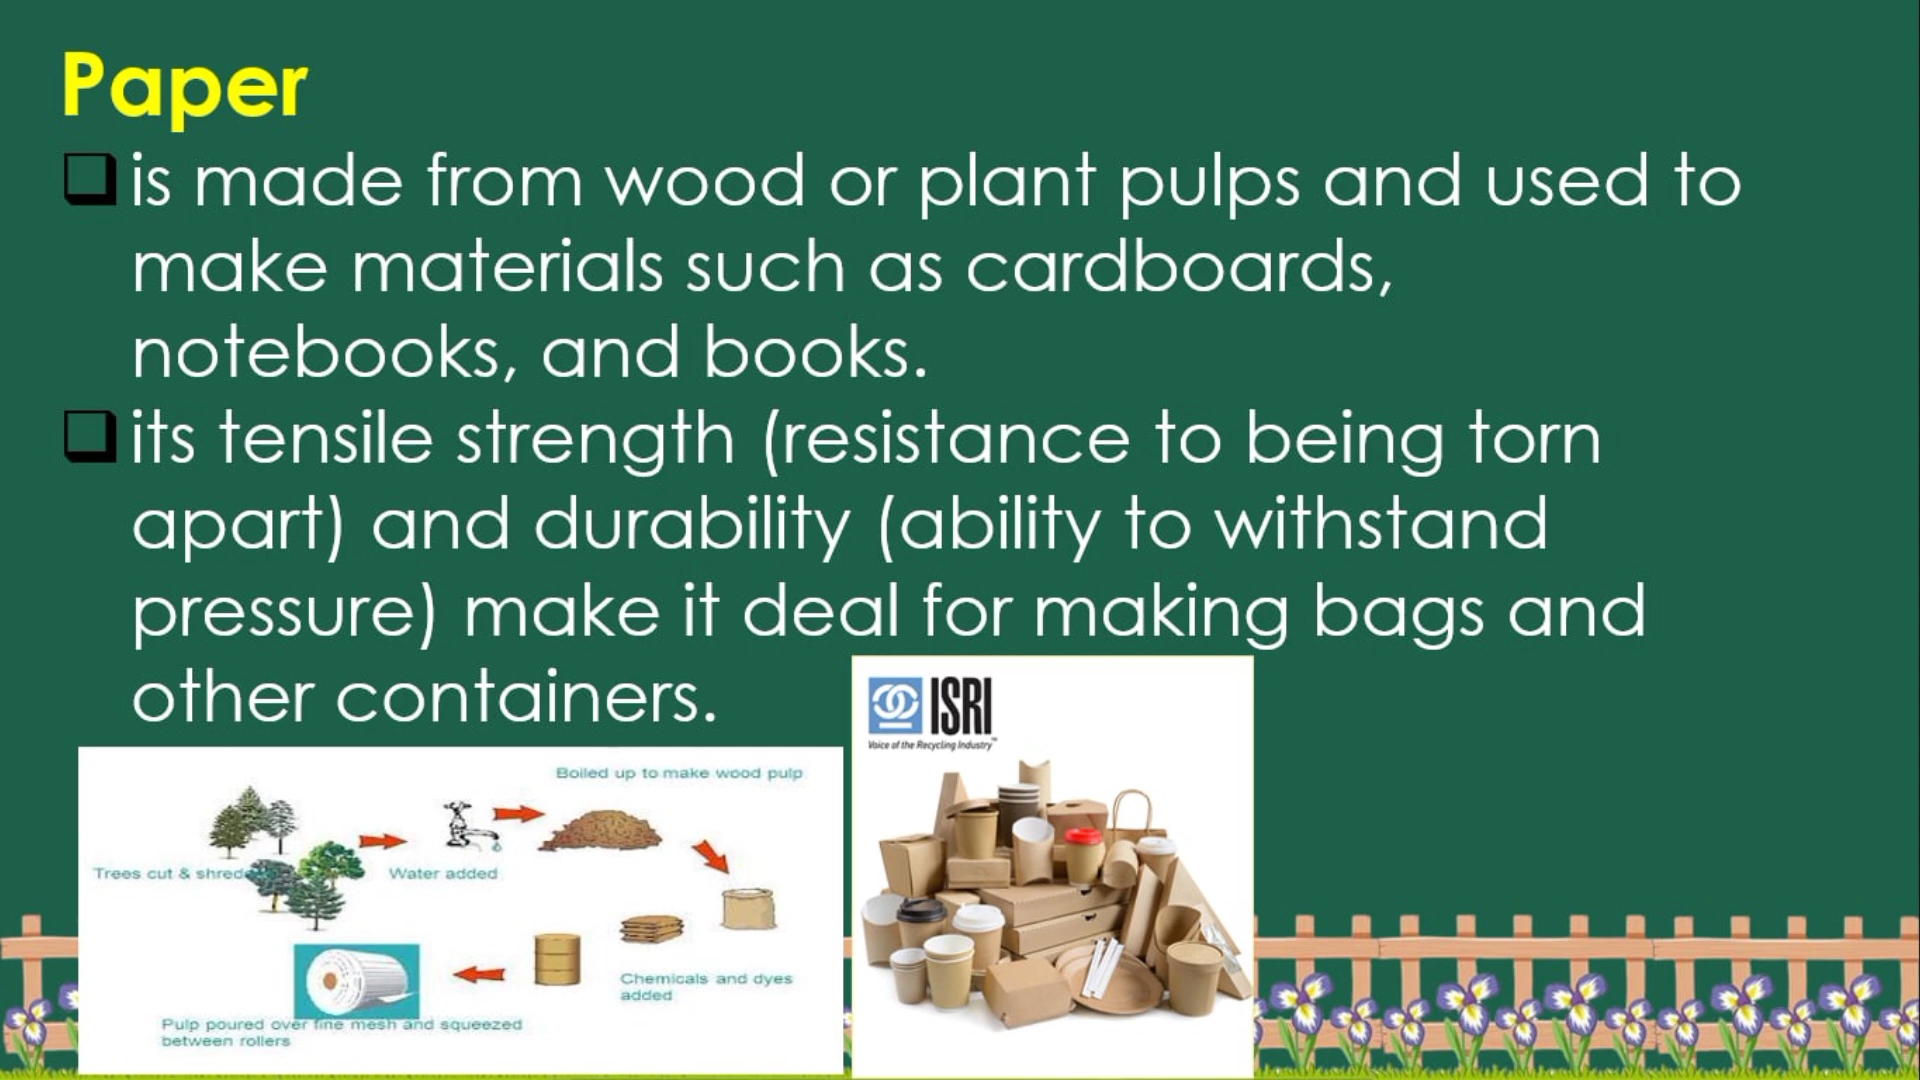 Paper
is made from wood or plant pulps and used to
make materials such as cardboards,
notebooks, and books.
its tensile strength (resistance to being torn
apart) and durability (ability to withstand
pressure) make it deal for making bags and
other containers.
ISRI
Voice of the Recycling Industry™
Boiled up to make wood pulp
Trees cut & shredded
Water added
Chemicals and dyes
added
Pulp poured over fine mesh and squeezed
between rollers